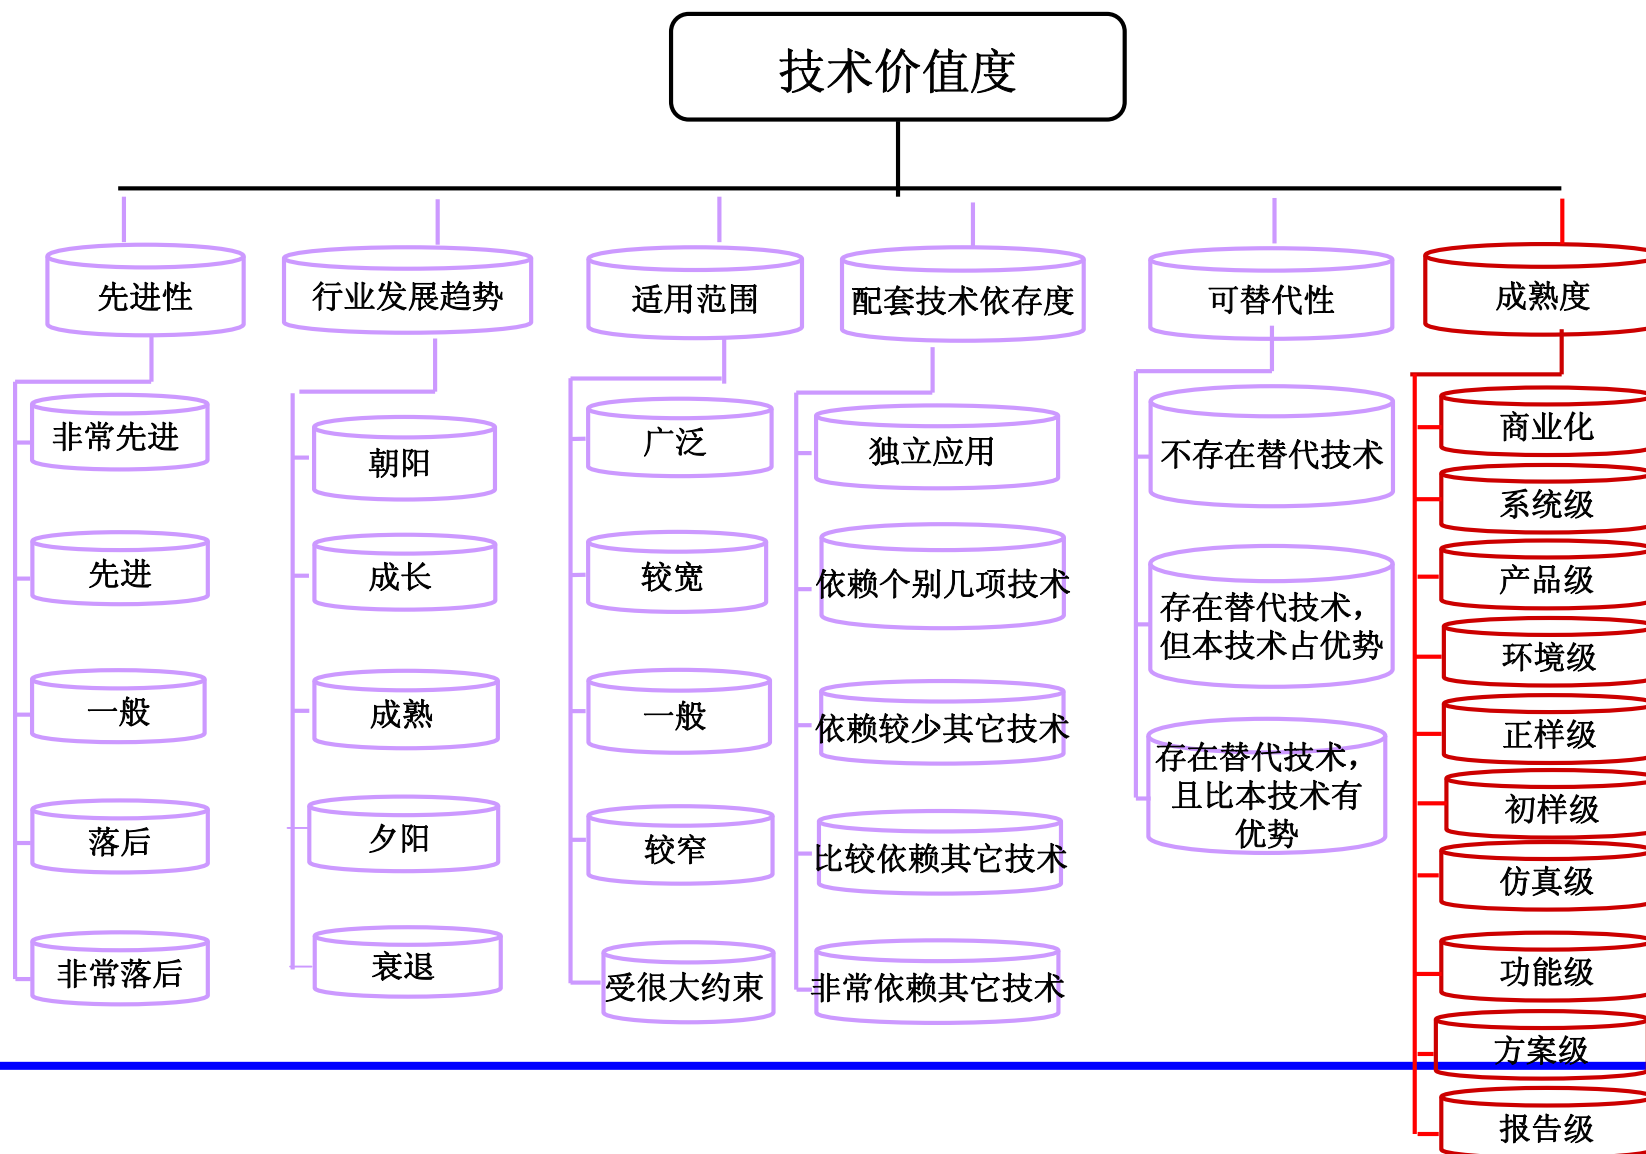 技术价值度
先进性
非常先进
先进
一般
落后
非常落后
行业发展趋势
朝阳
成长
成熟
夕阳
衰退
适用范围
广泛
较宽
一般
较窄
受很大约束
配套技术依存度
独立应用
依赖个别几项技术
依赖较少其它技术
比较依赖其它技术
非常依赖其它技术
可替代性
不存在替代技术
存在替代技术，
但本技术占优势
存在替代技术，
且比本技术有
优势
成熟度
商业化
系统级
产品级
环境级
正样级
初样级
仿真级
功能级
方案级
报告级